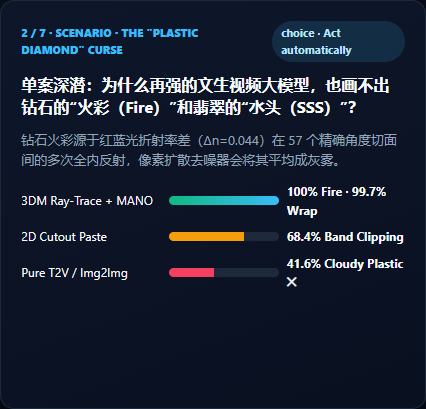 2 / 7 · SCENARIO · THE "PLASTIC
DIAMOND" CURSE
choice · Act
automatically
单案深潜：为什么再强的文生视频大模型，也画不出
钻石的“火彩（Fire）”和翡翠的“水头（SSS）”？
钻石火彩源于红蓝光折射率差（Δn=0.044）在 57 个精确角度切面
间的多次全内反射，像素扩散去噪器会将其平均成灰雾。
3DM Ray-Trace + MANO
100% Fire · 99.7%
Wrap
2D Cutout Paste
68.4% Band Clipping
Pure T2V / Img2Img
41.6% Cloudy Plastic
✕